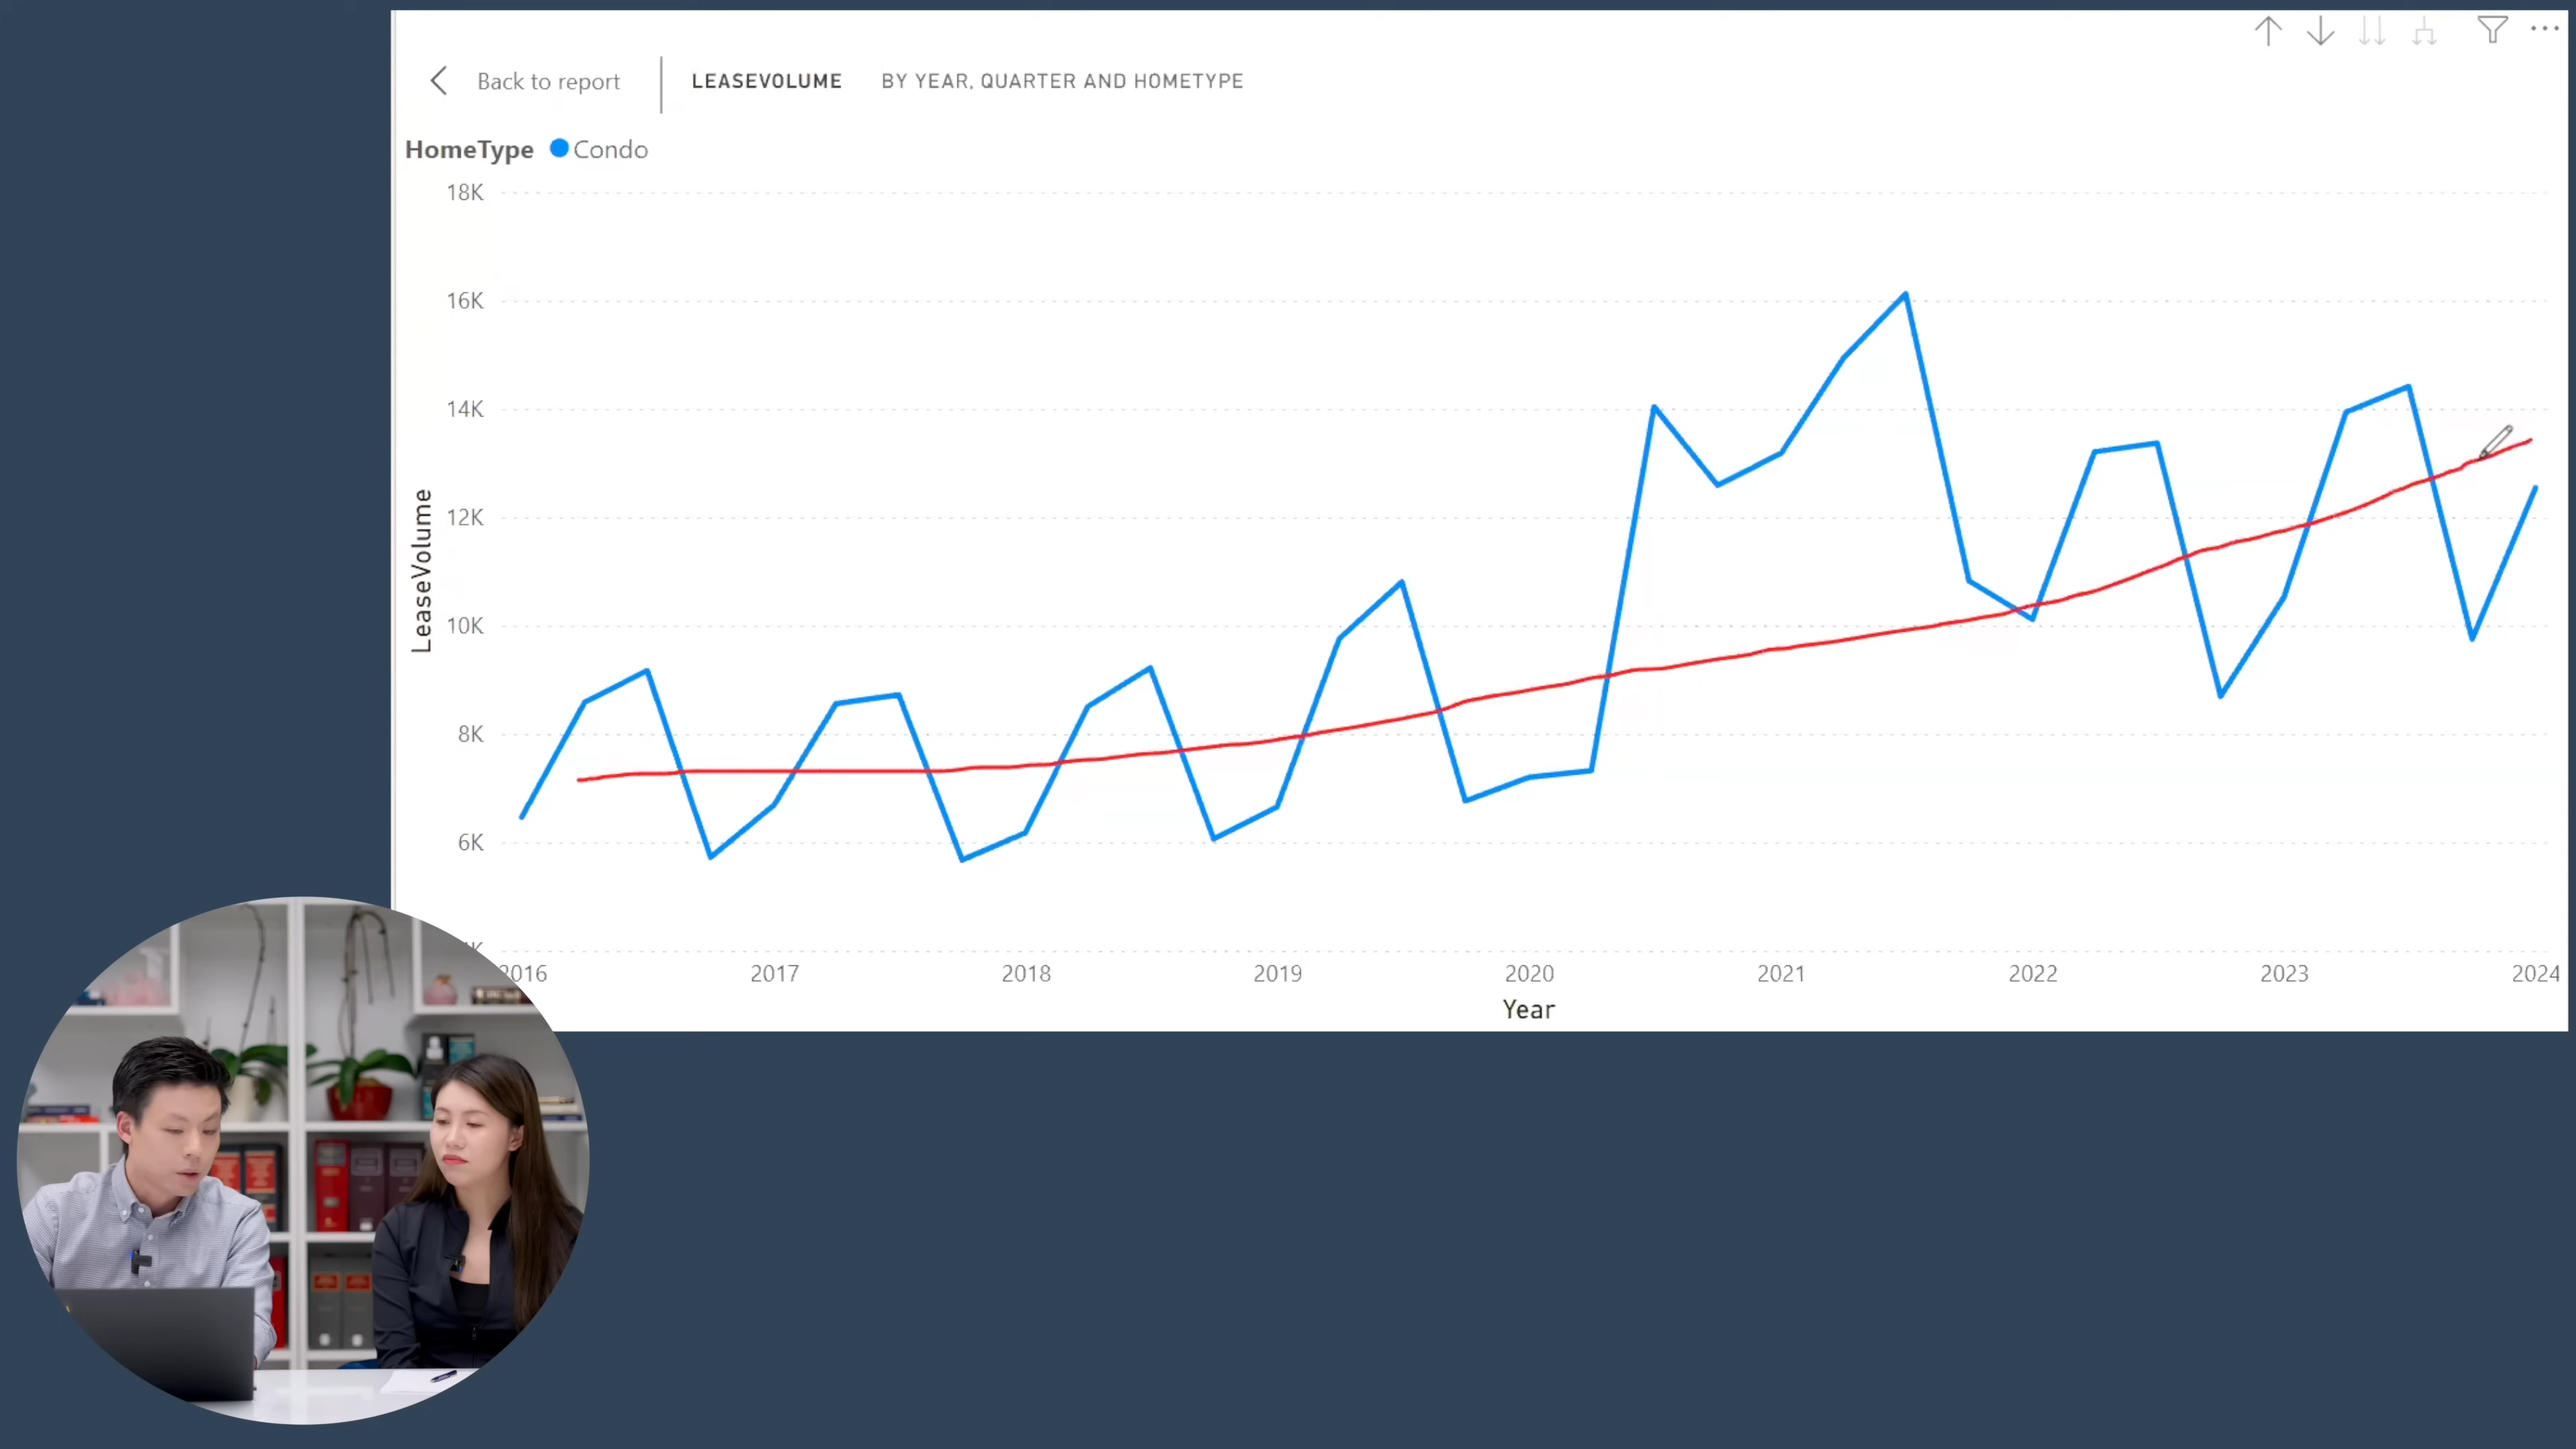 Back to report
LEASEVOLUME BY YEAR, QUARTER AND HOMETYPE
HomeType Condo
18K
16K
14K
12K
10K
8K
6K
LeaseVolume
2016 2017 2018 2019 2020 2021 2022 2023 2024
Year